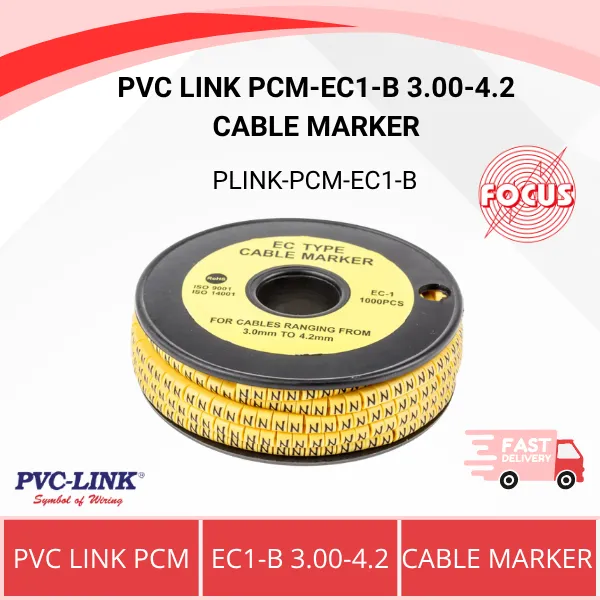 PVC LINK PCM-EC1-B 3.00-4.2
CABLE MARKER
PLINK-PCM-EC1-B
FOCUS
EC TYPE
CABLE MARKER
RoHS
ISO 9001
ISO 14001
EC-1
1000PCS
FOR CABLES RANGING FROM
3.0mm TO 4.2mm
FAST
DELIVERY
PVC-LINK®
Symbol of Wiring
PVC LINK PCM
EC1-B 3.00-4.2
CABLE MARKER